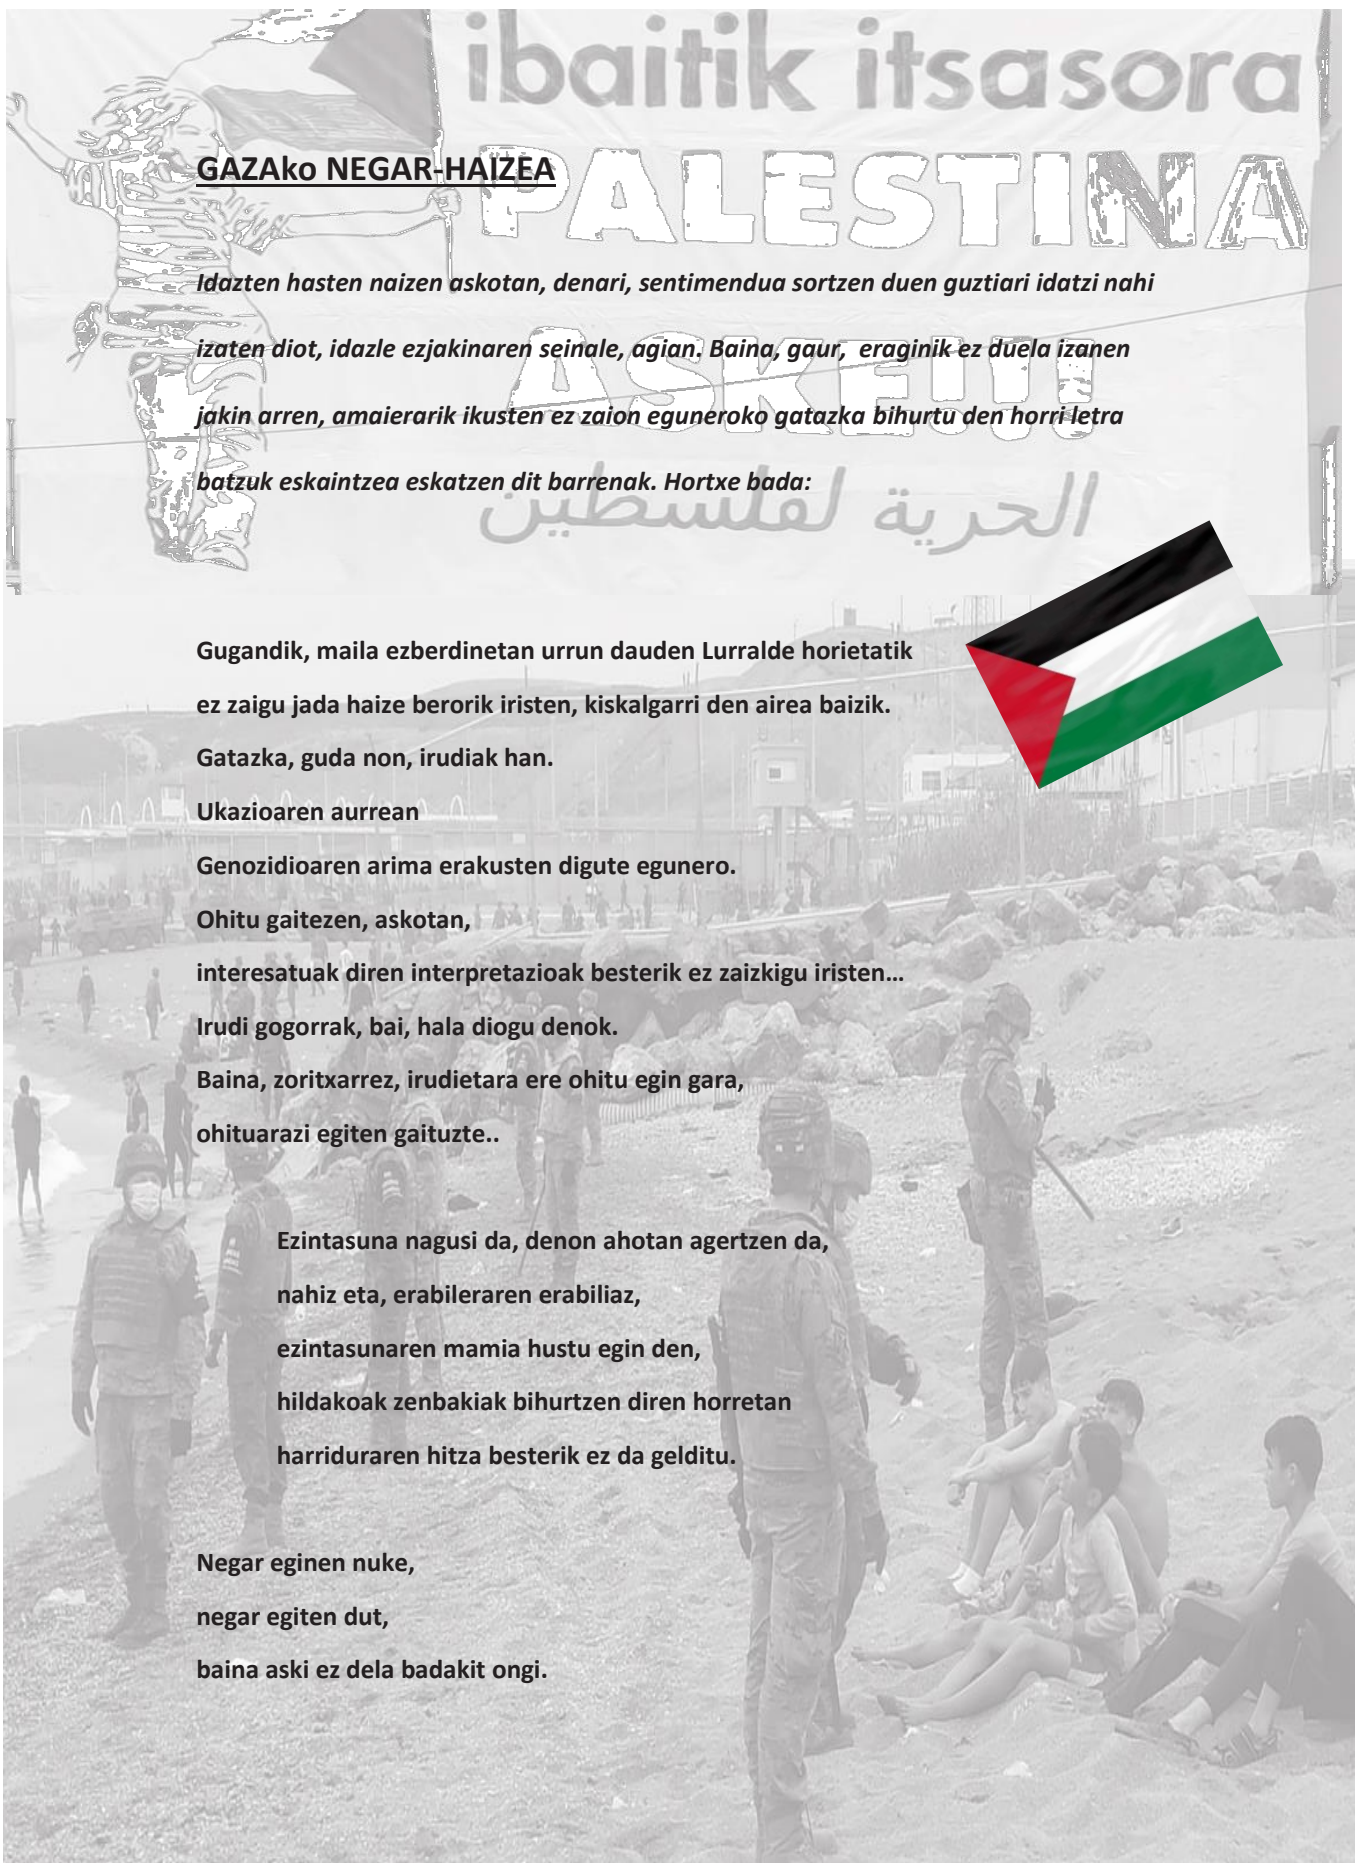 ibaitik itsasora
PALESTINA
ASKE!!!
الحرية لفلسطين
GAZAko NEGAR-HAIZEA
Idazten hasten naizen askotan, denari, sentimendua sortzen duen guztiari idatzi nahi
izaten diot, idazle ezjakinaren seinale, agian. Baina, gaur, eraginik ez duela izanen
jakin arren, amaierarik ikusten ez zaion eguneroko gatazka bihurtu den horri letra
batzuk eskaintzea eskatzen dit barrenak. Hortxe bada:
Gugandik, maila ezberdinetan urrun dauden Lurralde horietatik
ez zaigu jada haize berorik iristen, kiskalgarri den airea baizik.
Gatazka, guda non, irudiak han.
Ukazioaren aurrean
Genozidioaren arima erakusten digute egunero.
Ohitu gaitezen, askotan,
interesatuak diren interpretazioak besterik ez zaizkigu iristen...
Irudi gogorrak, bai, hala diogu denok.
Baina, zoritxarrez, irudietara ere ohitu egin gara,
ohituarazi egiten gaituzte..
Ezintasuna nagusi da, denon ahotan agertzen da,
nahiz eta, erabileraren erabiliaz,
ezintasunaren mamia hustu egin den,
hildakoak zenbakiak bihurtzen diren horretan
harriduraren hitza besterik ez da gelditu.
Negar eginen nuke,
negar egiten dut,
baina aski ez dela badakit ongi.